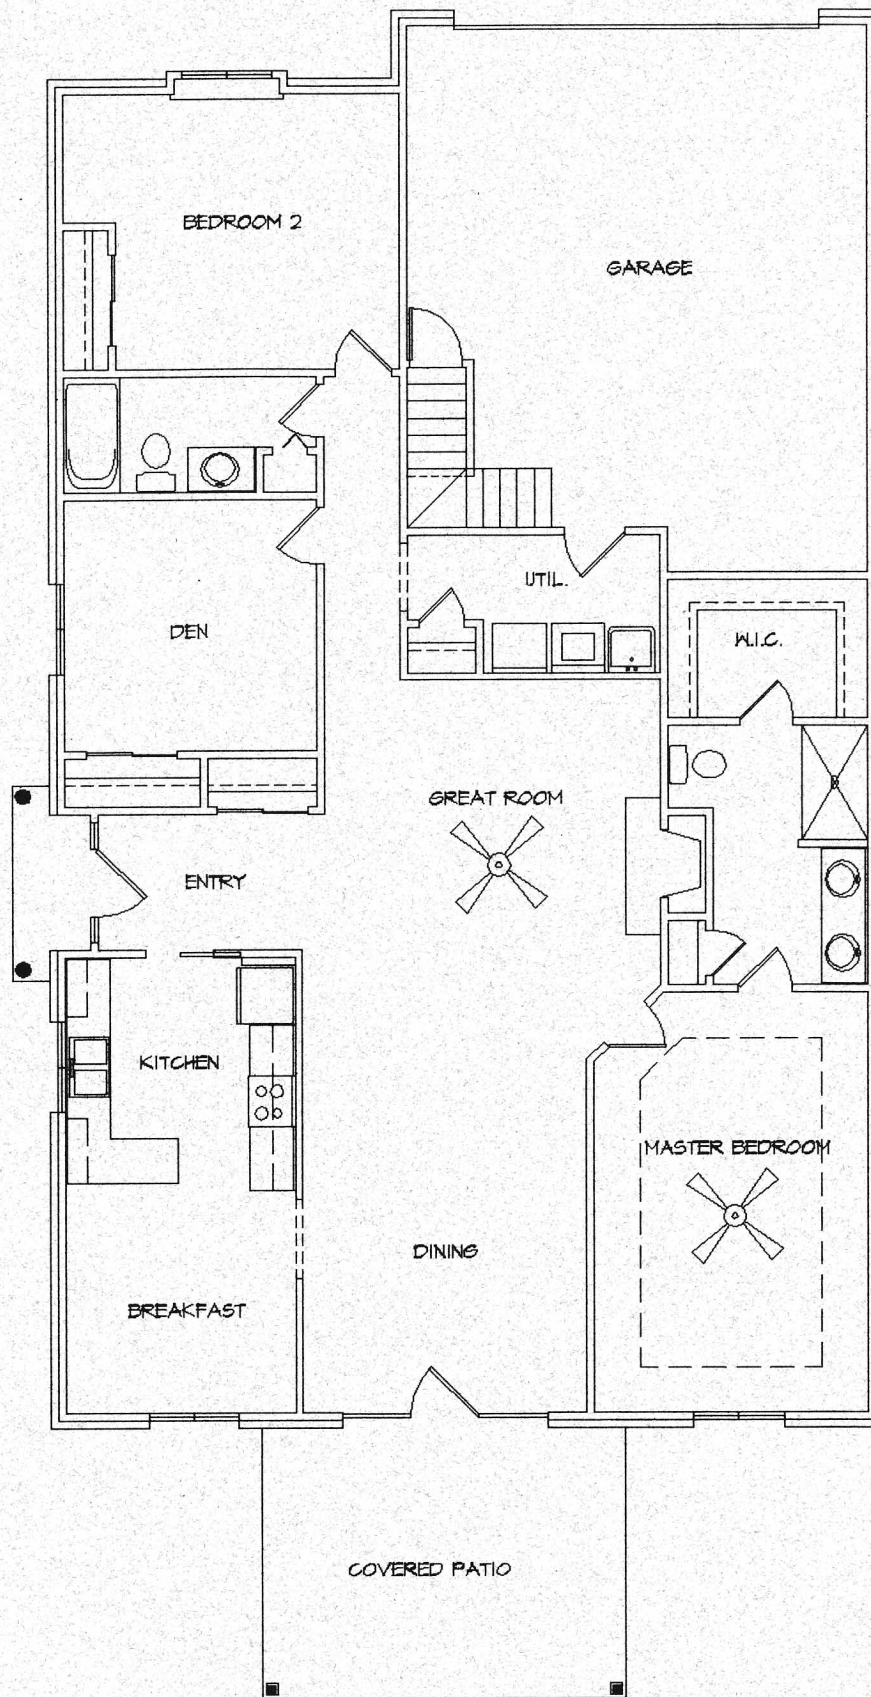 BEDROOM 2
GARAGE
UTIL.
DEN
W.I.C.
GREAT ROOM
ENTRY
KITCHEN
MASTER BEDROOM
DINING
BREAKFAST
COVERED PATIO